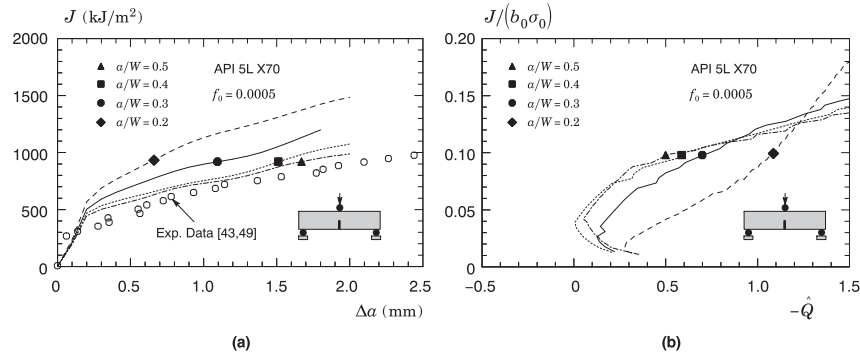 J (kJ/m²)
2000
1500
1000
500
0
a/W = 0.5
a/W = 0.4
a/W = 0.3
a/W = 0.2
API 5L X70
f₀ = 0.0005
Exp. Data [43,49]
0 0.5 1.0 1.5 2.0 2.5
Δa (mm)
(a)
J/(b₀σ₀)
0.20
0.15
0.10
0.05
0
a/W = 0.5
a/W = 0.4
a/W = 0.3
a/W = 0.2
API 5L X70
f₀ = 0.0005
−0.5 0 0.5 1.0 1.5
−Q̂
(b)